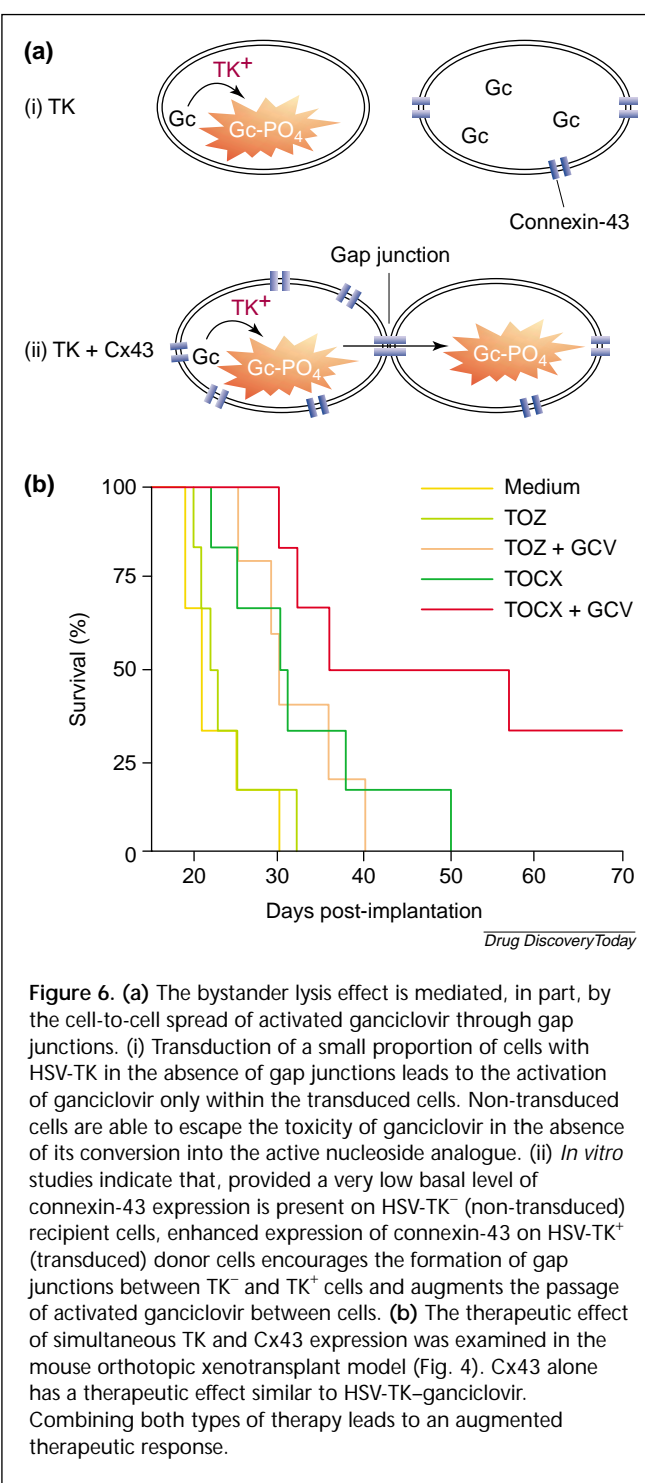 (a)
(i) TK
TK+
Gc
Gc-PO4
Gc
Gc
Gc
Connexin-43
Gap junction
(ii) TK + Cx43
TK+
Gc
Gc-PO4
Gc-PO4
(b)
100
75
50
25
0
Survival (%)
Medium
TOZ
TOZ + GCV
TOCX
TOCX + GCV
20 30 40 50 60 70
Days post-implantation
Drug Discovery Today
Figure 6. (a) The bystander lysis effect is mediated, in part, by
the cell-to-cell spread of activated ganciclovir through gap
junctions. (i) Transduction of a small proportion of cells with
HSV-TK in the absence of gap junctions leads to the activation
of ganciclovir only within the transduced cells. Non-transduced
cells are able to escape the toxicity of ganciclovir in the absence
of its conversion into the active nucleoside analogue. (ii) In vitro
studies indicate that, provided a very low basal level of
connexin-43 expression is present on HSV-TK− (non-transduced)
recipient cells, enhanced expression of connexin-43 on HSV-TK+
(transduced) donor cells encourages the formation of gap
junctions between TK− and TK+ cells and augments the passage
of activated ganciclovir between cells. (b) The therapeutic effect
of simultaneous TK and Cx43 expression was examined in the
mouse orthotopic xenotransplant model (Fig. 4). Cx43 alone
has a therapeutic effect similar to HSV-TK–ganciclovir.
Combining both types of therapy leads to an augmented
therapeutic response.